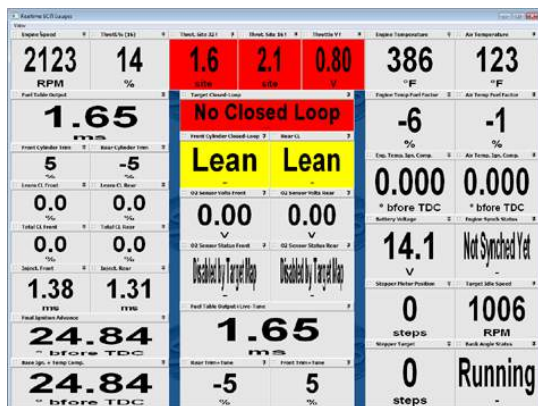 Realtime ECM Gauges
View
Engine Speed
2123
RPM
Throt.% (16)
14
%
Throt. Site 32?
1.6
site
Throt. Site 16?
2.1
site
Throttle V?
0.80
V
Engine Temperature
386
°F
Air Temperature
123
°F
Fuel Table Output
1.65
ms
Target Closed-Loop
No Closed Loop
Engine Temp Fuel Factor
-6
%
Air Temp Fuel Factor
-1
%
Front Cylinder Trim
5
%
Rear Cylinder Trim
-5
%
Front Cylinder Closed-Loop
Lean
-
Rear CL
Lean
-
Eng. Temp. Ign. Comp.
0.000
° bfore TDC
Air Temp. Ign. Comp.
0.000
° bfore TDC
Learn CL Front
0.0
%
Learn CL Rear
0.0
%
O2 Sensor Volts Front
0.00
V
O2 Sensor Volts Rear
0.00
V
Battery Voltage
14.1
V
Engine Synch Status
Not Synched Yet
-
Total CL Front
0.0
%
Total CL Rear
0.0
%
O2 Sensor Status Front
Disabled by Target Map
-
O2 Sensor Status Rear
Disabled by Target Map
-
Inject. Front
1.38
ms
Inject. Rear
1.31
ms
Stepper Motor Position
0
steps
Target Idle Speed
1006
RPM
Final Ignition Advance
24.84
° bfore TDC
Fuel Table Output+Live-Tune
1.65
ms
Base Ign. + Temp Comp.
24.84
° bfore TDC
Rear Trim+Tune
-5
%
Front Trim+Tune
5
%
Stepper Target
0
steps
Bank Angle Status
Running
-